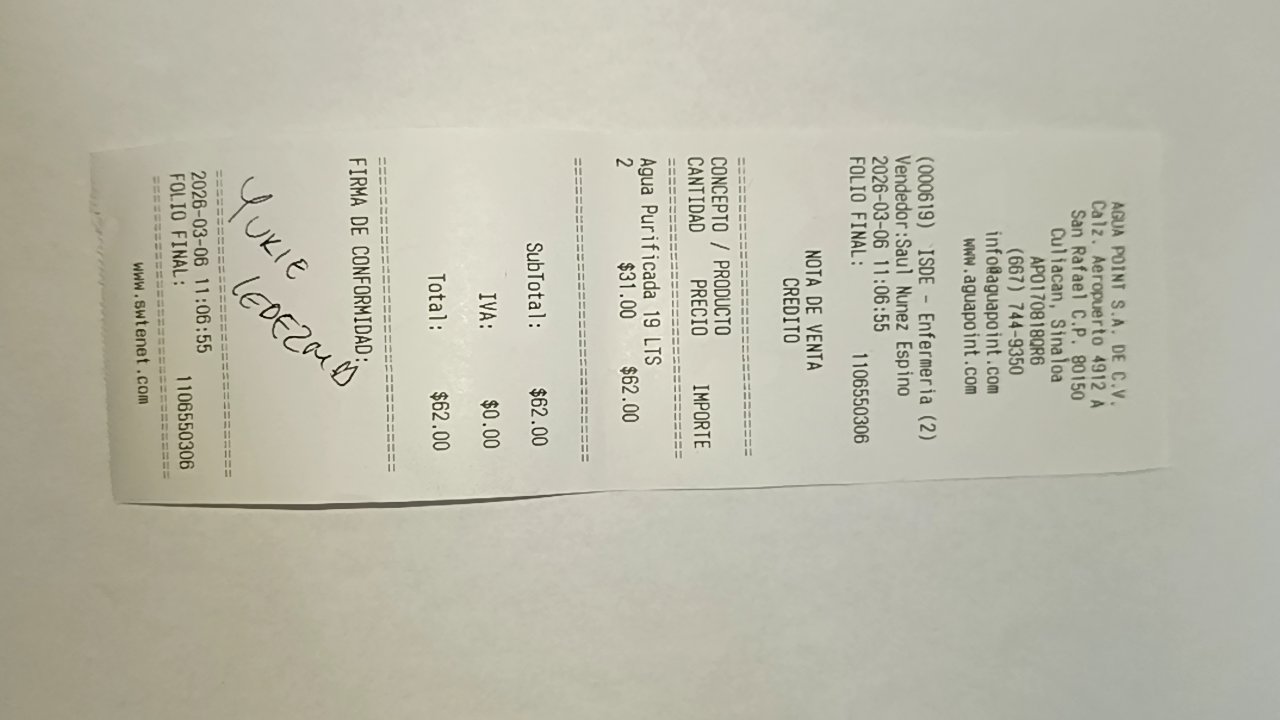 AGUA POINT S.A. DE C.V.
Calz. Aeropuerto 4912 A
San Rafael C.P. 80150
Culiacan, Sinaloa
APO170818QR6
(667) 744-9350
info@aguapoint.com
www.aguapoint.com
(000619) ISDE - Enfermeria (2)
Vendedor:Saul Nunez Espino
2026-03-06 11:06:55
FOLIO FINAL: 1106550306
NOTA DE VENTA
CREDITO
================================
CONCEPTO / PRODUCTO
CANTIDAD PRECIO IMPORTE
================================
Agua Purificada 19 LTS
2 $31.00 $62.00
================================
SubTotal: $62.00
IVA: $0.00
Total: $62.00
================================
FIRMA DE CONFORMIDAD:
YUKIE LEDEZMA
================================
2026-03-06 11:06:55
FOLIO FINAL: 1106550306
================================
www.swtenet.com